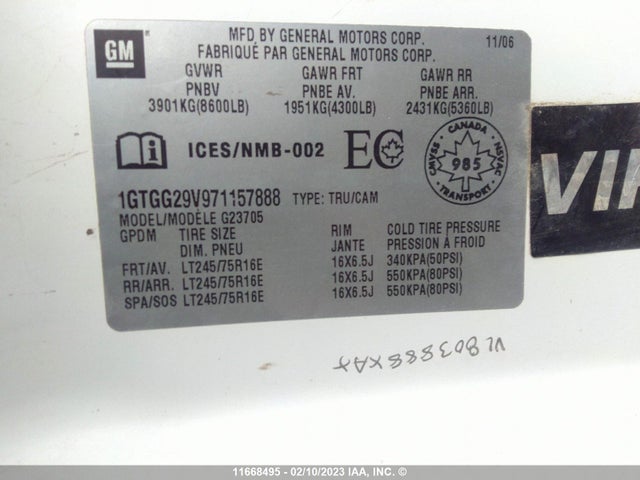 GM
MFD BY GENERAL MOTORS CORP.
FABRIQUÉ PAR GENERAL MOTORS CORP.
11/06
GVWR GAWR FRT GAWR RR
PNBV PNBE AV. PNBE ARR.
3901KG(8600LB) 1951KG(4300LB) 2431KG(5360LB)
ICES/NMB-002 EC
CANADA
CMVSS 985 NSVAC
1GTGG29V971157888 TYPE: TRU/CAM
MODEL/MODÈLE G23705
GPDM TIRE SIZE RIM COLD TIRE PRESSURE
DIM. PNEU JANTE PRESSION À FROID
FRT/AV. LT245/75R16E 16X6.5J 340KPA(50PSI)
RR/ARR. LT245/75R16E 16X6.5J 550KPA(80PSI)
SPA/SOS LT245/75R16E 16X6.5J 550KPA(80PSI)
VIN
11668495 - 02/10/2023 IAA, INC. ©